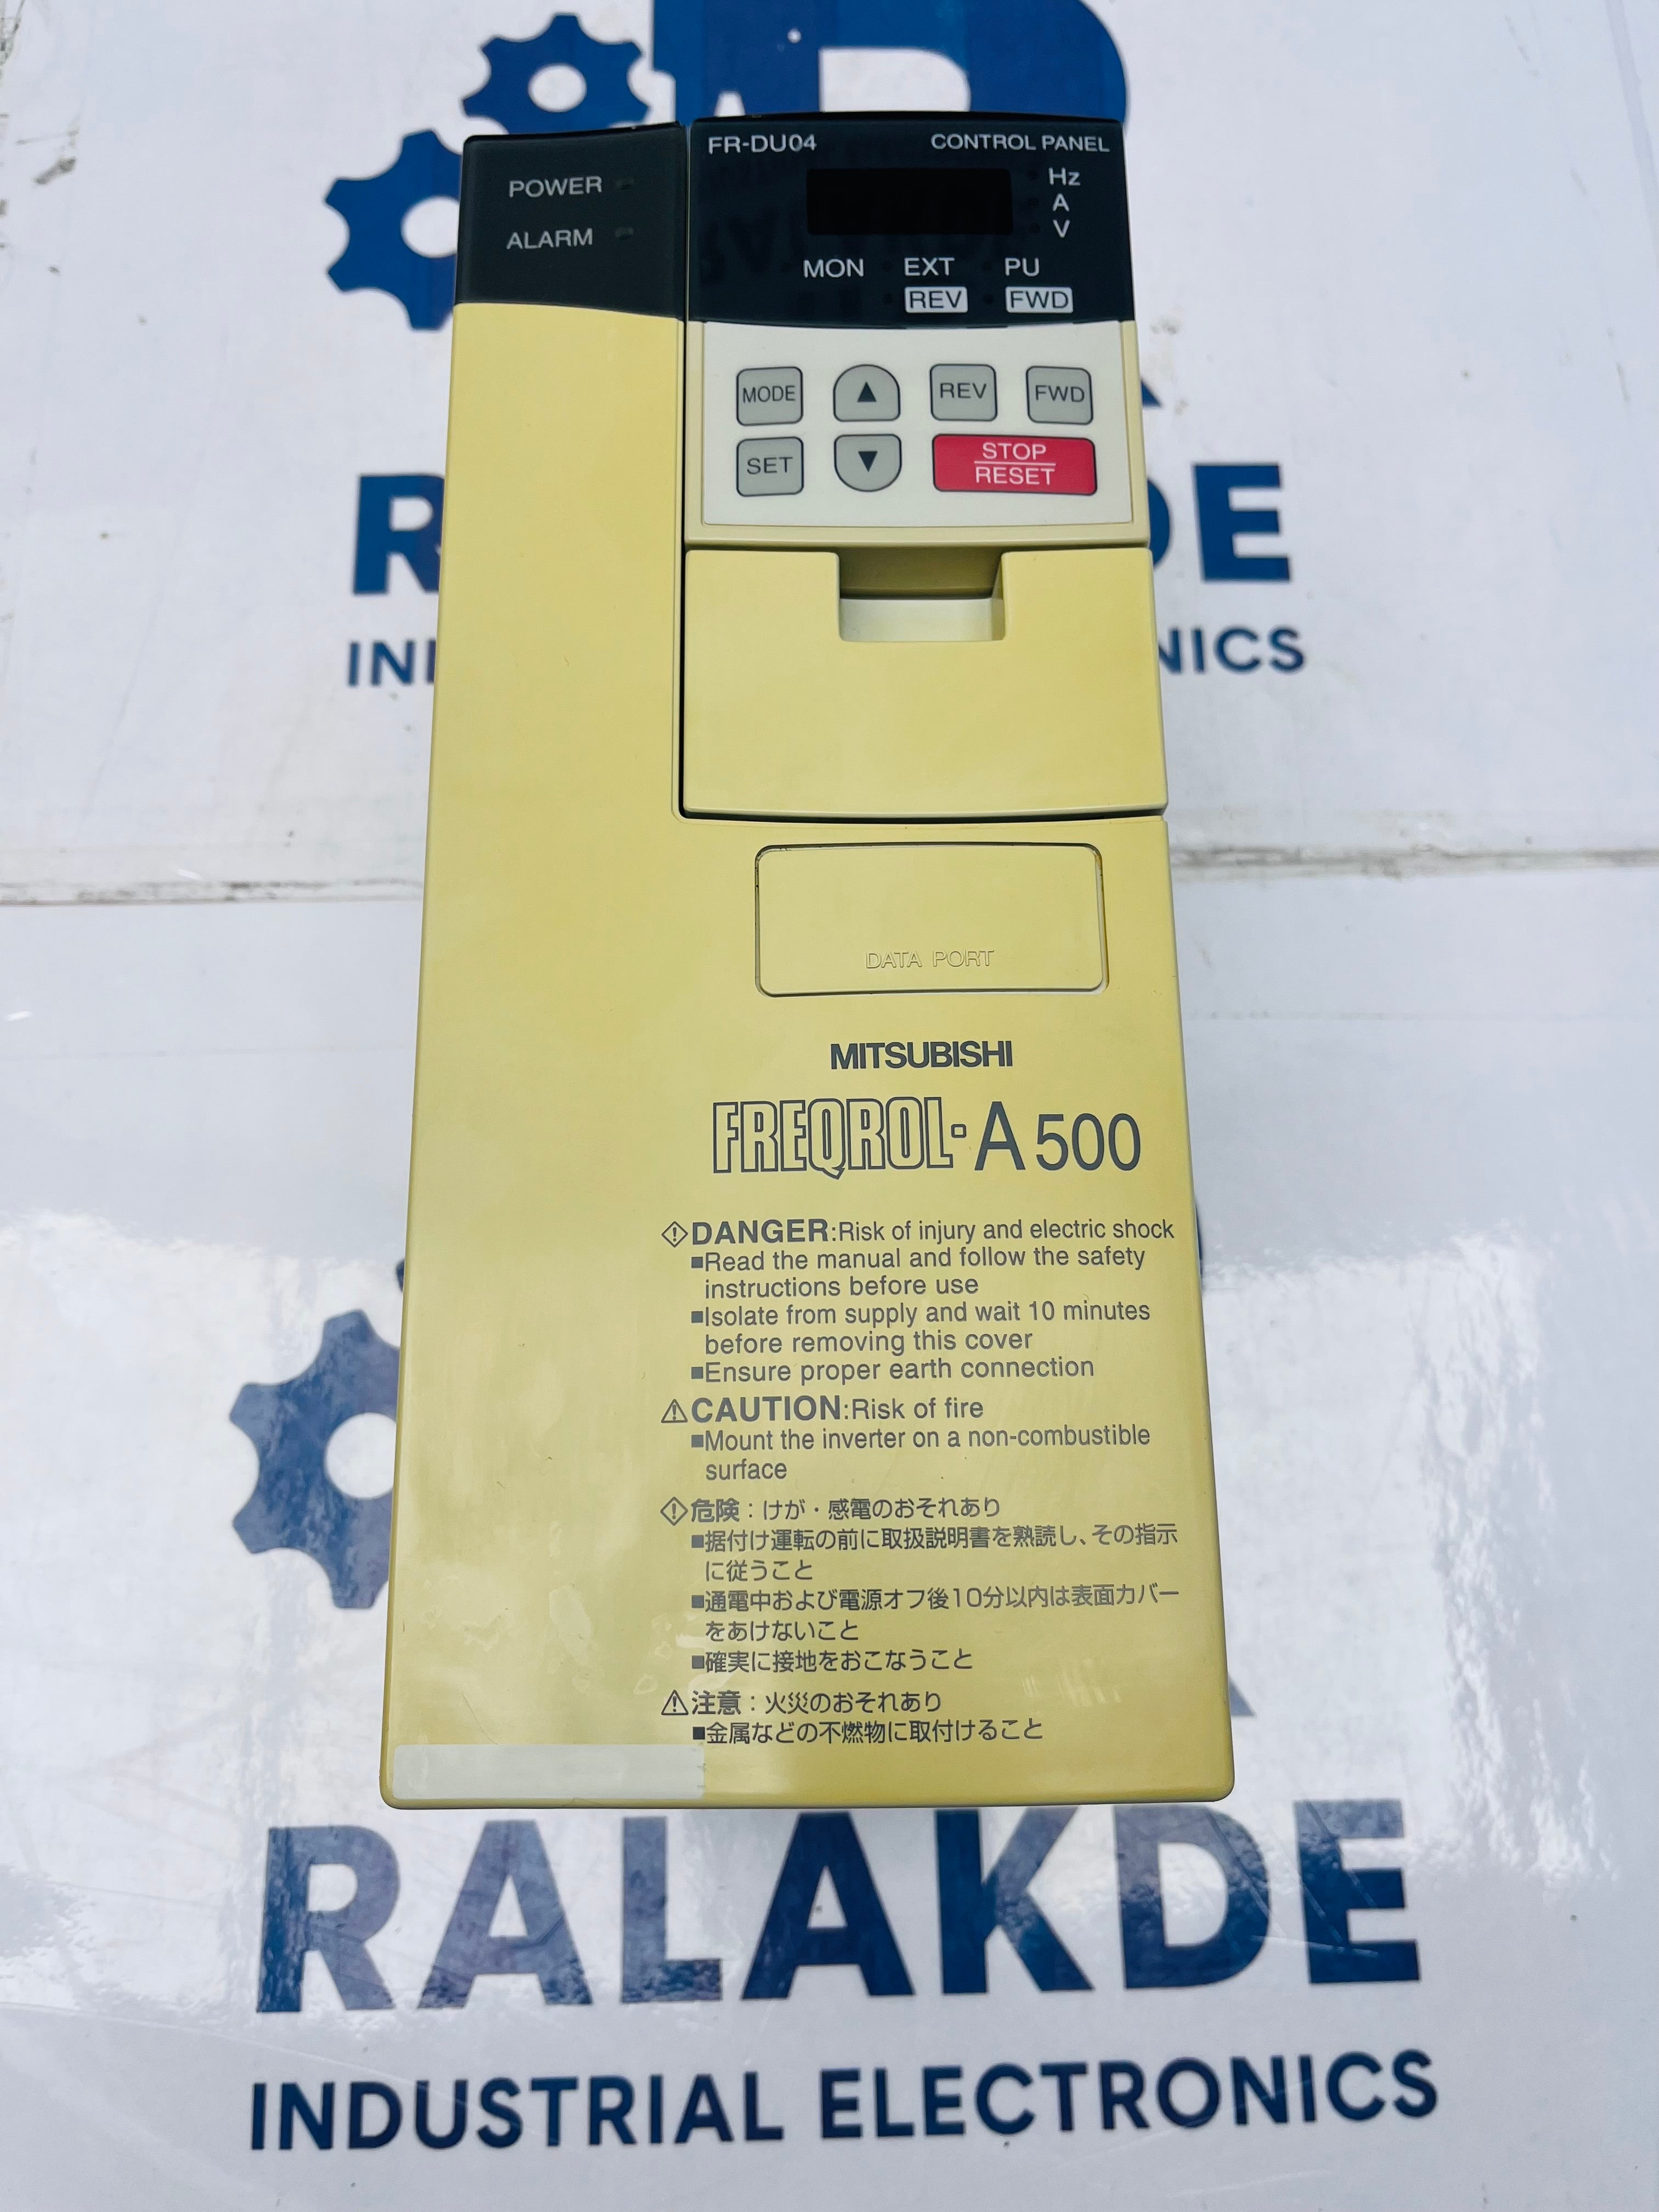 FR-DU04 CONTROL PANEL
POWER
Hz
A
ALARM
V
MON EXT PU
REV FWD
MODE ▲ REV FWD
SET ▼ STOP
RESET
DATA PORT
MITSUBISHI
FREQROL-A500
DANGER:Risk of injury and electric shock
■Read the manual and follow the safety
instructions before use
■Isolate from supply and wait 10 minutes
before removing this cover
■Ensure proper earth connection
CAUTION:Risk of fire
■Mount the inverter on a non-combustible
surface
危険：けが・感電のおそれあり
■据付け運転の前に取扱説明書を熟読し、その指示
に従うこと
■通電中および電源オフ後10分以内は表面カバー
をあけないこと
■確実に接地をおこなうこと
注意：火災のおそれあり
■金属などの不燃物に取付けること
RALAKDE
INDUSTRIAL ELECTRONICS